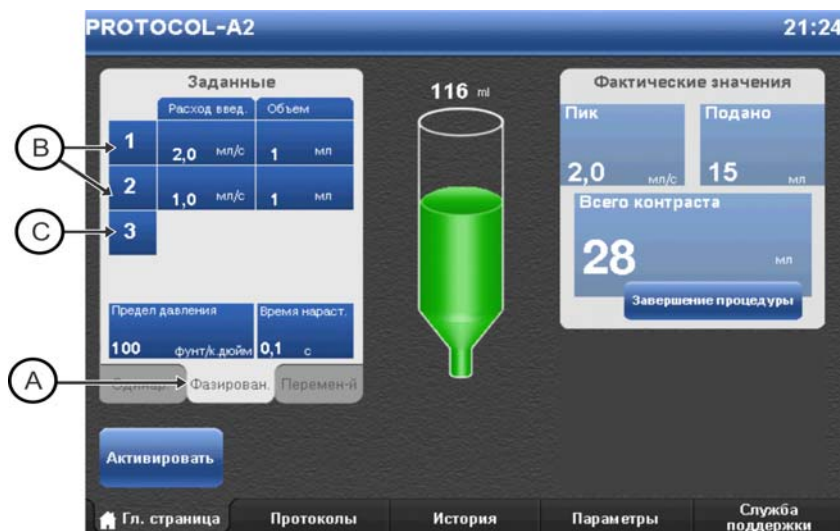 PROTOCOL-A2
21:24
Заданные
Расход введ. Объем
1 2,0 мл/с 1 мл
2 1,0 мл/с 1 мл
3
Предел давления Время нараст.
100 фунт/к.дюйм 0,1 с
Одинар. Фазирован. Перемен-й
Активировать
116 ml
Фактические значения
Пик Подано
2,0 мл/с 15 мл
Всего контраста
28 мл
Завершение процедуры
Гл. страница Протоколы История Параметры Служба
поддержки
B
C
A